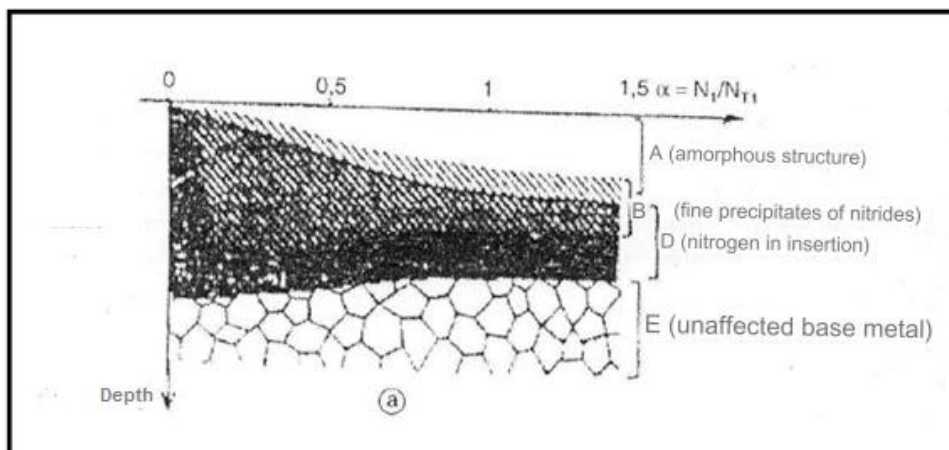 0 0,5 1 1,5 α = N₁/N_T1
A (amorphous structure)
B (fine precipitates of nitrides)
D (nitrogen in insertion)
E (unaffected base metal)
Depth
a